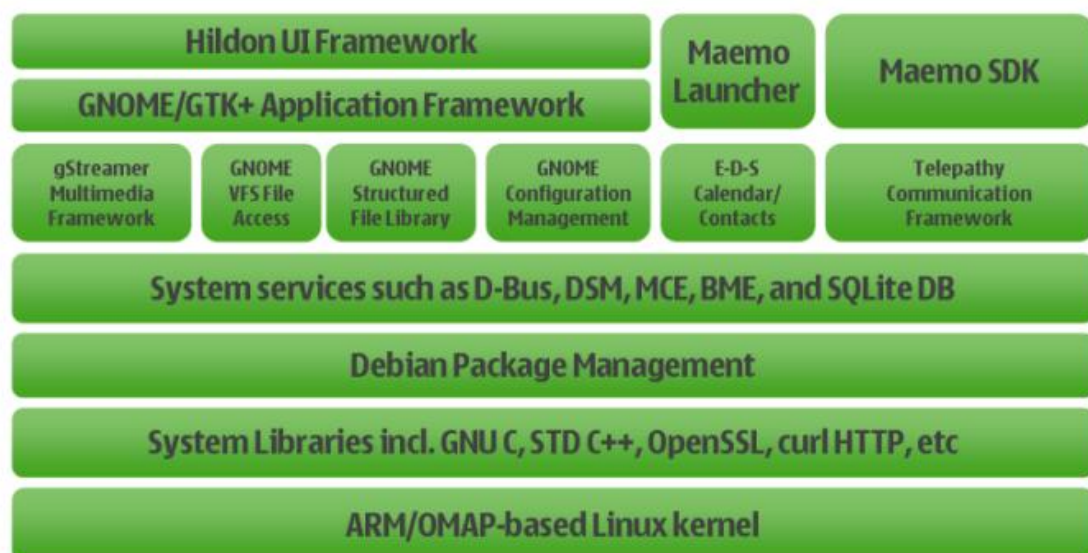 Hildon UI Framework
Maemo
Launcher
Maemo SDK
GNOME/GTK+ Application Framework
gStreamer
Multimedia
Framework
GNOME
VFS File
Access
GNOME
Structured
File Library
GNOME
Configuration
Management
E-D-S
Calendar/
Contacts
Telepathy
Communication
Framework
System services such as D-Bus, DSM, MCE, BME, and SQLite DB
Debian Package Management
System Libraries incl. GNU C, STD C++, OpenSSL, curl HTTP, etc
ARM/OMAP-based Linux kernel